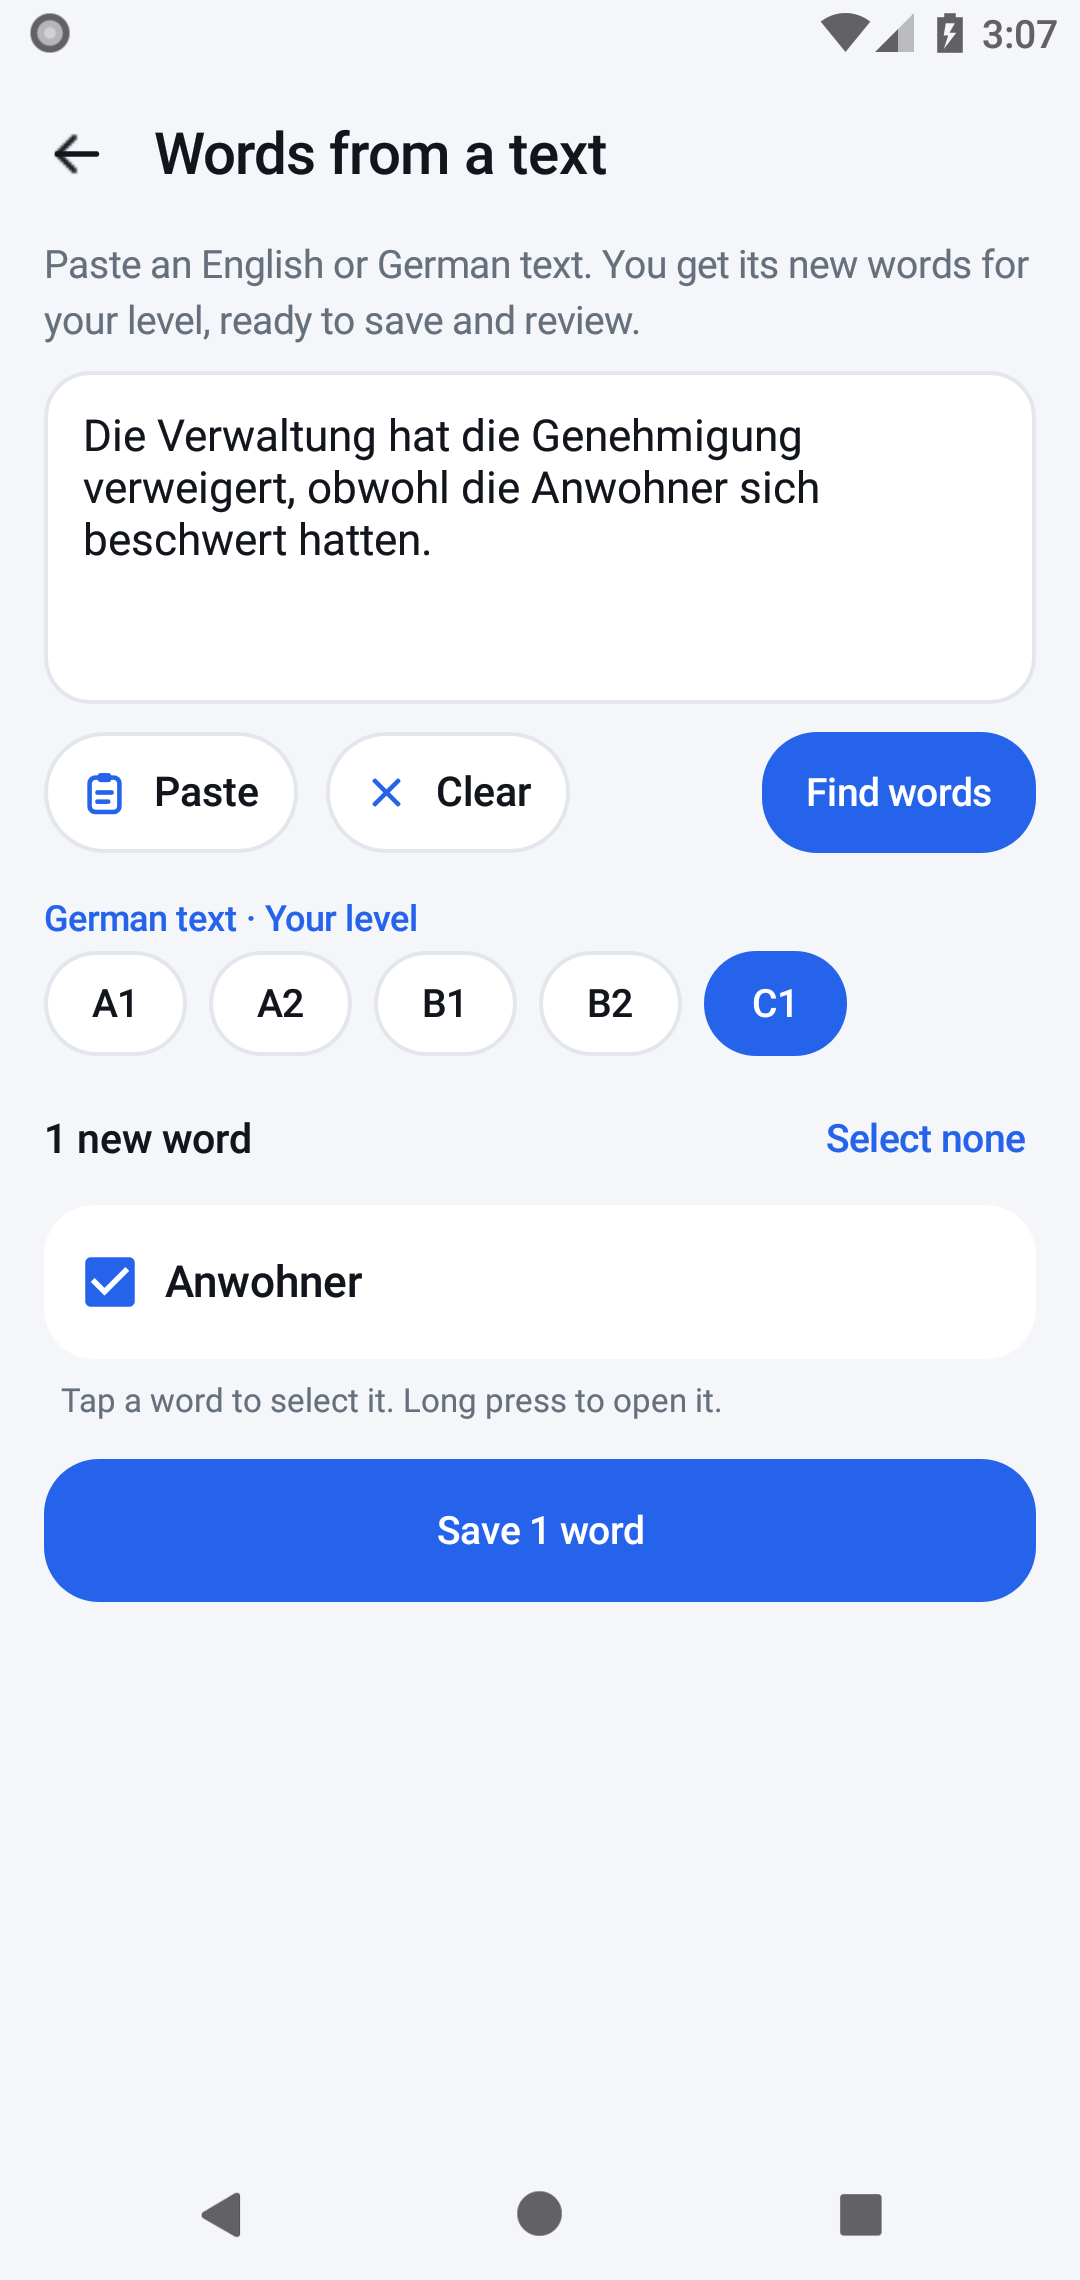 3:07
Words from a text
Paste an English or German text. You get its new words for
your level, ready to save and review.
Die Verwaltung hat die Genehmigung
verweigert, obwohl die Anwohner sich
beschwert hatten.
Paste
Clear
Find words
German text · Your level
A1
A2
B1
B2
C1
1 new word
Select none
Anwohner
Tap a word to select it. Long press to open it.
Save 1 word